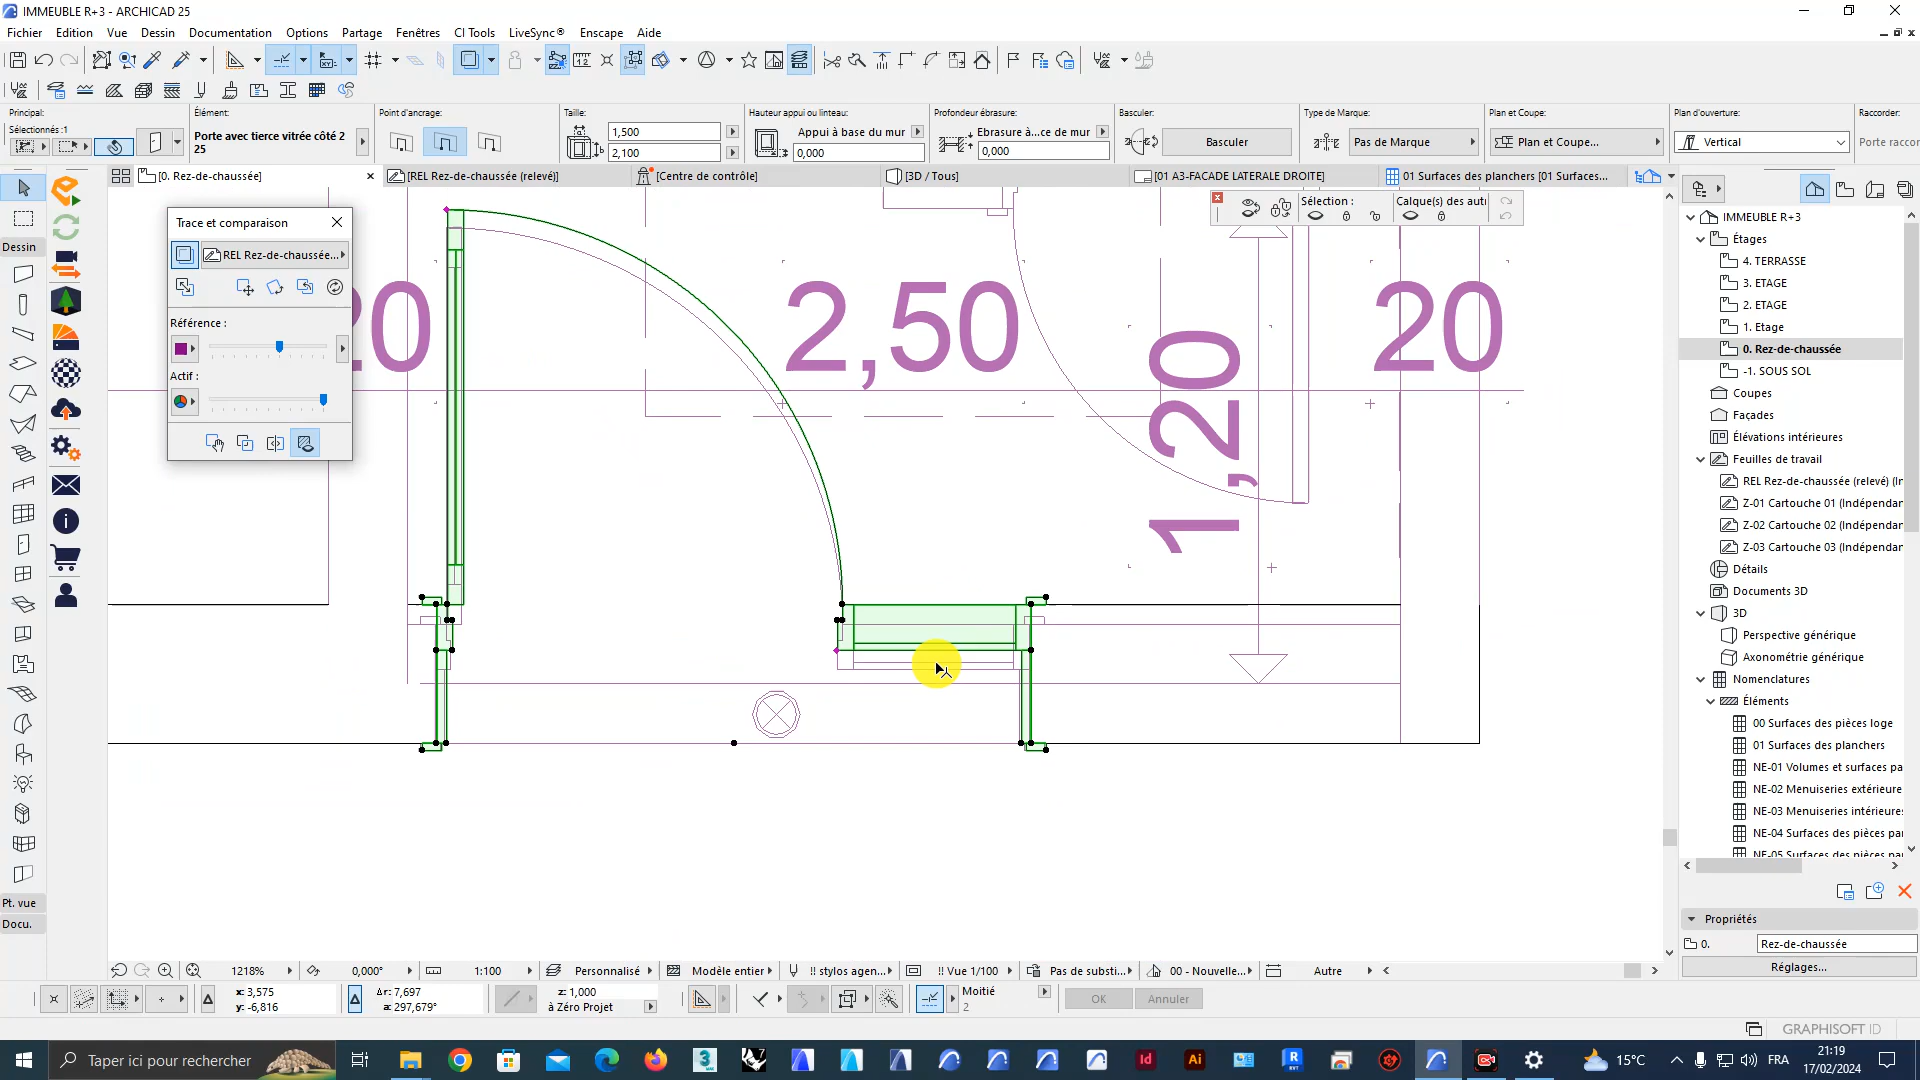 IMMEUBLE R+3 - ARCHICAD 25
Fichier Edition Vue Dessin Documentation Options Partage Fenêtres CI Tools LiveSync® Enscape Aide
Principal: Élément: Point d'ancrage: Taille: Hauteur appui ou linteau: Profondeur ébrasure: Basculer: Type de Marque: Plan et Coupe: Plan d'ouverture: Raccorder:
Sélectionnés :1
Porte avec tierce vitrée côté 2
25
1,500
2,100
Appui à base du mur
0,000
Ebrasure à...ce de mur
0,000
Basculer
Pas de Marque
Plan et Coupe...
Vertical
Porte raccor
[0. Rez-de-chaussée]
[REL Rez-de-chaussée (relevé)]
[Centre de contrôle]
[3D / Tous]
[01 A3-FACADE LATERALE DROITE]
01 Surfaces des planchers [01 Surfaces...
Trace et comparaison
REL Rez-de-chaussée...
Référence :
Actif :
Sélection :
Calque(s) des aut
20
2,50
1,20
20
Dessin
Pt. vue
Docu.
IMMEUBLE R+3
Étages
4. TERRASSE
3. ETAGE
2. ETAGE
1. Etage
0. Rez-de-chaussée
-1. SOUS SOL
Coupes
Façades
Élévations intérieures
Feuilles de travail
REL Rez-de-chaussée (relevé) (Ir
Z-01 Cartouche 01 (Indépendar
Z-02 Cartouche 02 (Indépendar
Z-03 Cartouche 03 (Indépendar
Détails
Documents 3D
3D
Perspective générique
Axonométrie générique
Nomenclatures
Éléments
00 Surfaces des pièces loge
01 Surfaces des planchers
NE-01 Volumes et surfaces pa
NE-02 Menuiseries extérieure
NE-03 Menuiseries intérieures
NE-04 Surfaces des pièces par
NE-05 Surfaces des pièces pa
Propriétés
0. Rez-de-chaussée
Réglages...
1218% 0,000° 1:100 Personnalisé Modèle entier !! stylos agen... !! Vue 1/100 Pas de substi... 00 - Nouvelle... Autre
x: 3,575
y: -6,816
Δr: 7,697
a: 297,679°
z: 1,000
à Zéro Projet
Moitié
2
OK
Annuler
GRAPHISOFT ID
Taper ici pour rechercher
15°C
FRA
21:19
17/02/2024